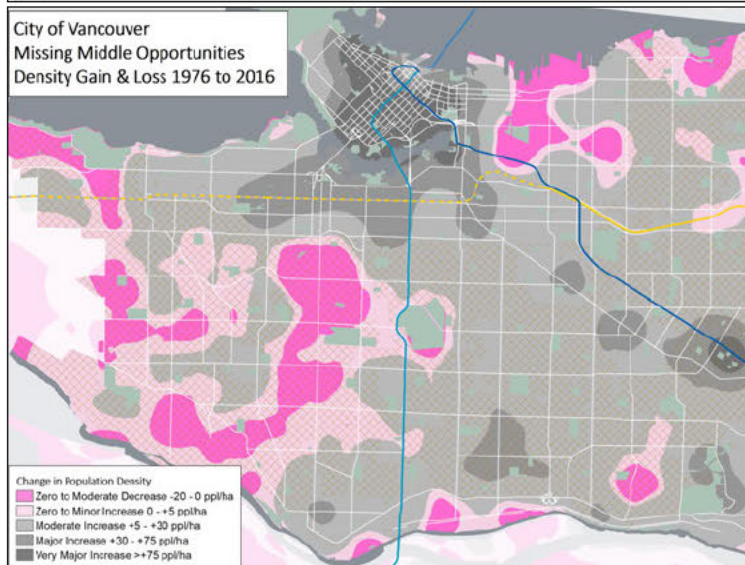 City of Vancouver
Missing Middle Opportunities
Density Gain & Loss 1976 to 2016
Change in Population Density
Zero to Moderate Decrease -20 - 0 ppl/ha
Zero to Minor Increase 0 - +5 ppl/ha
Moderate Increase +5 - +30 ppl/ha
Major Increase +30 - +75 ppl/ha
Very Major Increase >+75 ppl/ha